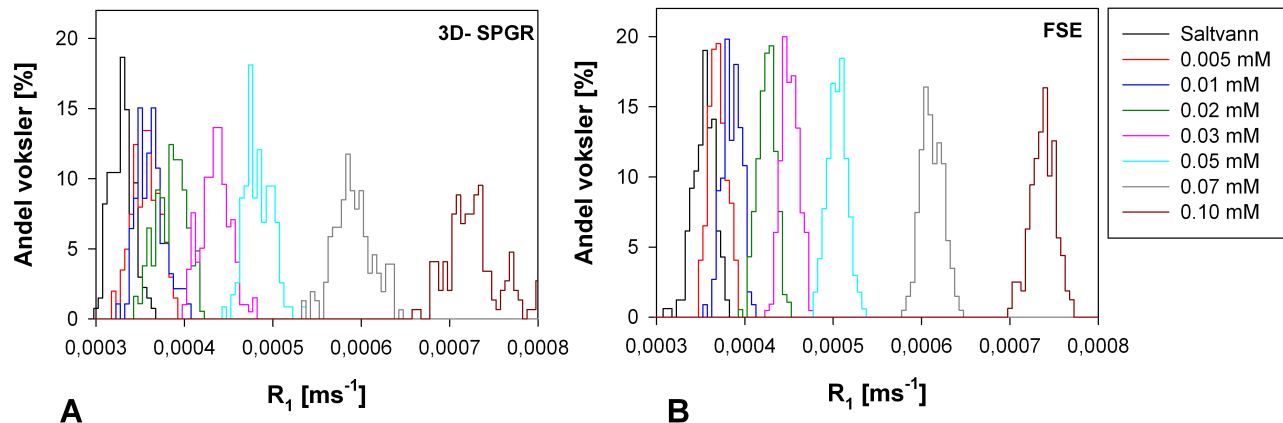 3D- SPGR
Andel voksler [%]
20
15
10
5
0
0,0003 0,0004 0,0005 0,0006 0,0007 0,0008
R1 [ms-1]
A
FSE
Andel voksler [%]
20
15
10
5
0
0,0003 0,0004 0,0005 0,0006 0,0007 0,0008
R1 [ms-1]
B
Saltvann
0.005 mM
0.01 mM
0.02 mM
0.03 mM
0.05 mM
0.07 mM
0.10 mM